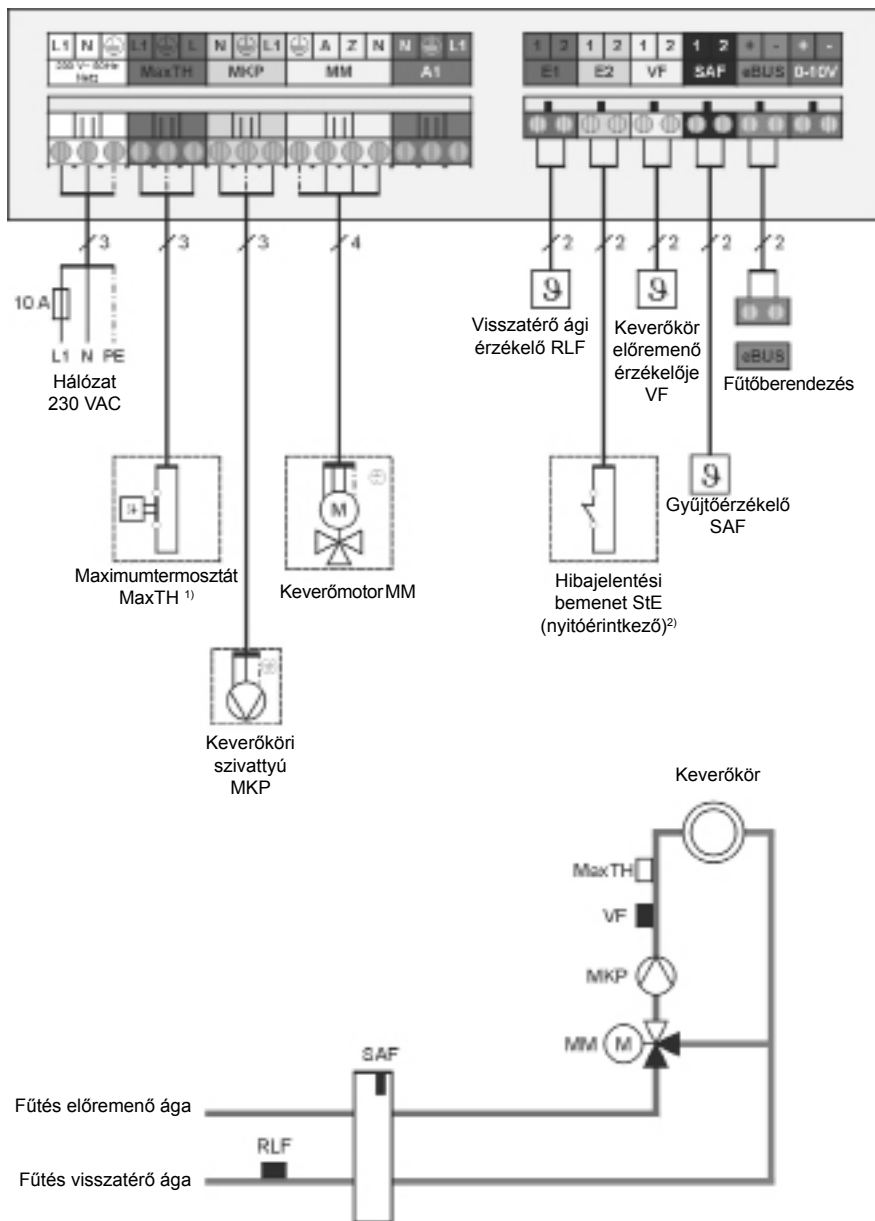 L1 N L1 L N L1 A Z N N L1
230 V~ 50Hz
Netz
MaxTH MKP MM A1
1 2 1 2 1 2 1 2 + - + -
E1 E2 VF SAF eBUS 0-10V
3 3 3 4 2 2 2 2 2
10 A
L1 N PE
Hálózat
230 VAC
Visszatérő ági
érzékelő RLF
Keverőkör
előremenő
érzékelője
VF
eBUS
Fűtőberendezés
M
Maximumtermosztát
MaxTH 1)
Keverőmotor MM
Gyűjtőérzékelő
SAF
Hibajelentési
bemenet StE
(nyitóérintkező)2)
Keverőköri
szivattyú
MKP
Keverőkör
MaxTH
VF
MKP
MM M
SAF
Fűtés előremenő ága
RLF
Fűtés visszatérő ága